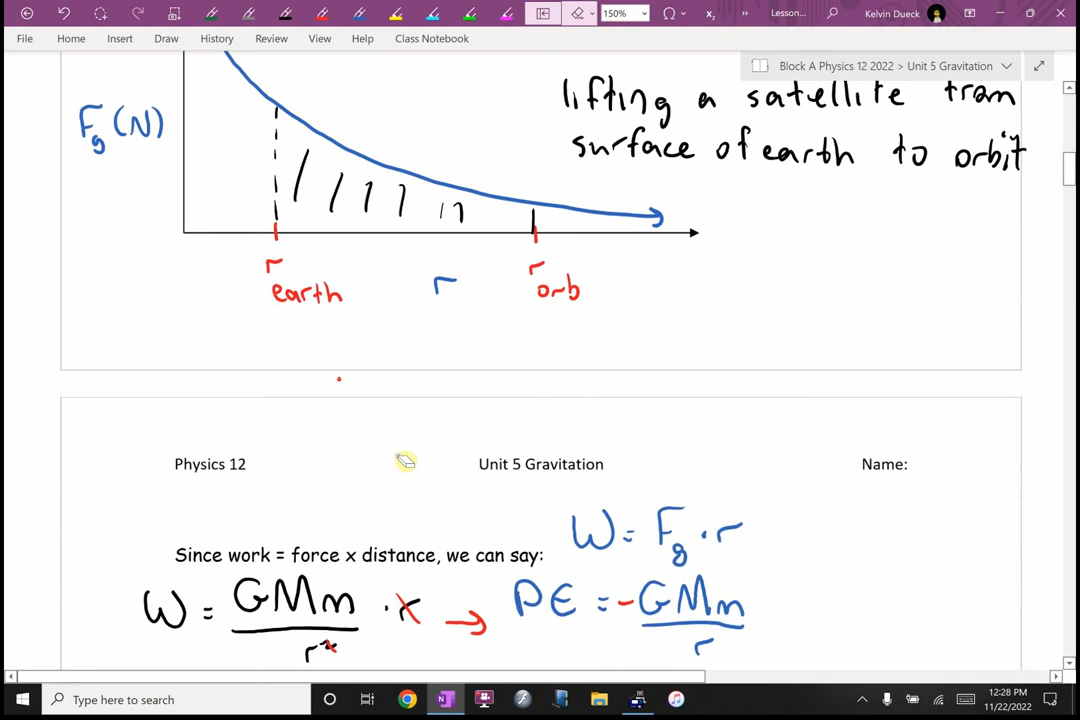 150%
Lesson...
Kelvin Dueck
File Home Insert Draw History Review View Help Class Notebook
Block A Physics 12 2022 > Unit 5 Gravitation
lifting a satellite from
surface of earth to orbit
Fg (N)
r earth
r
r orb
Physics 12 Unit 5 Gravitation Name:
W = Fg · r
Since work = force x distance, we can say:
W = GMm / r² · r → PE = -GMm / r
Type here to search
12:28 PM
11/22/2022